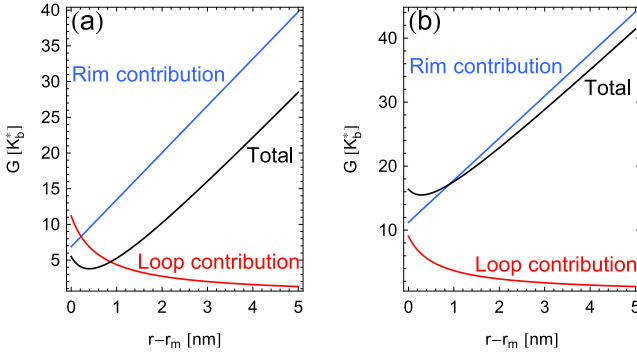 (a)
40
35
30
25
20
15
10
5
0 1 2 3 4 5
G [K*b]
r−rm [nm]
Rim contribution
Total
Loop contribution
(b)
40
30
20
10
0 1 2 3 4 5
G [K*b]
r−rm [nm]
Rim contribution
Total
Loop contribution